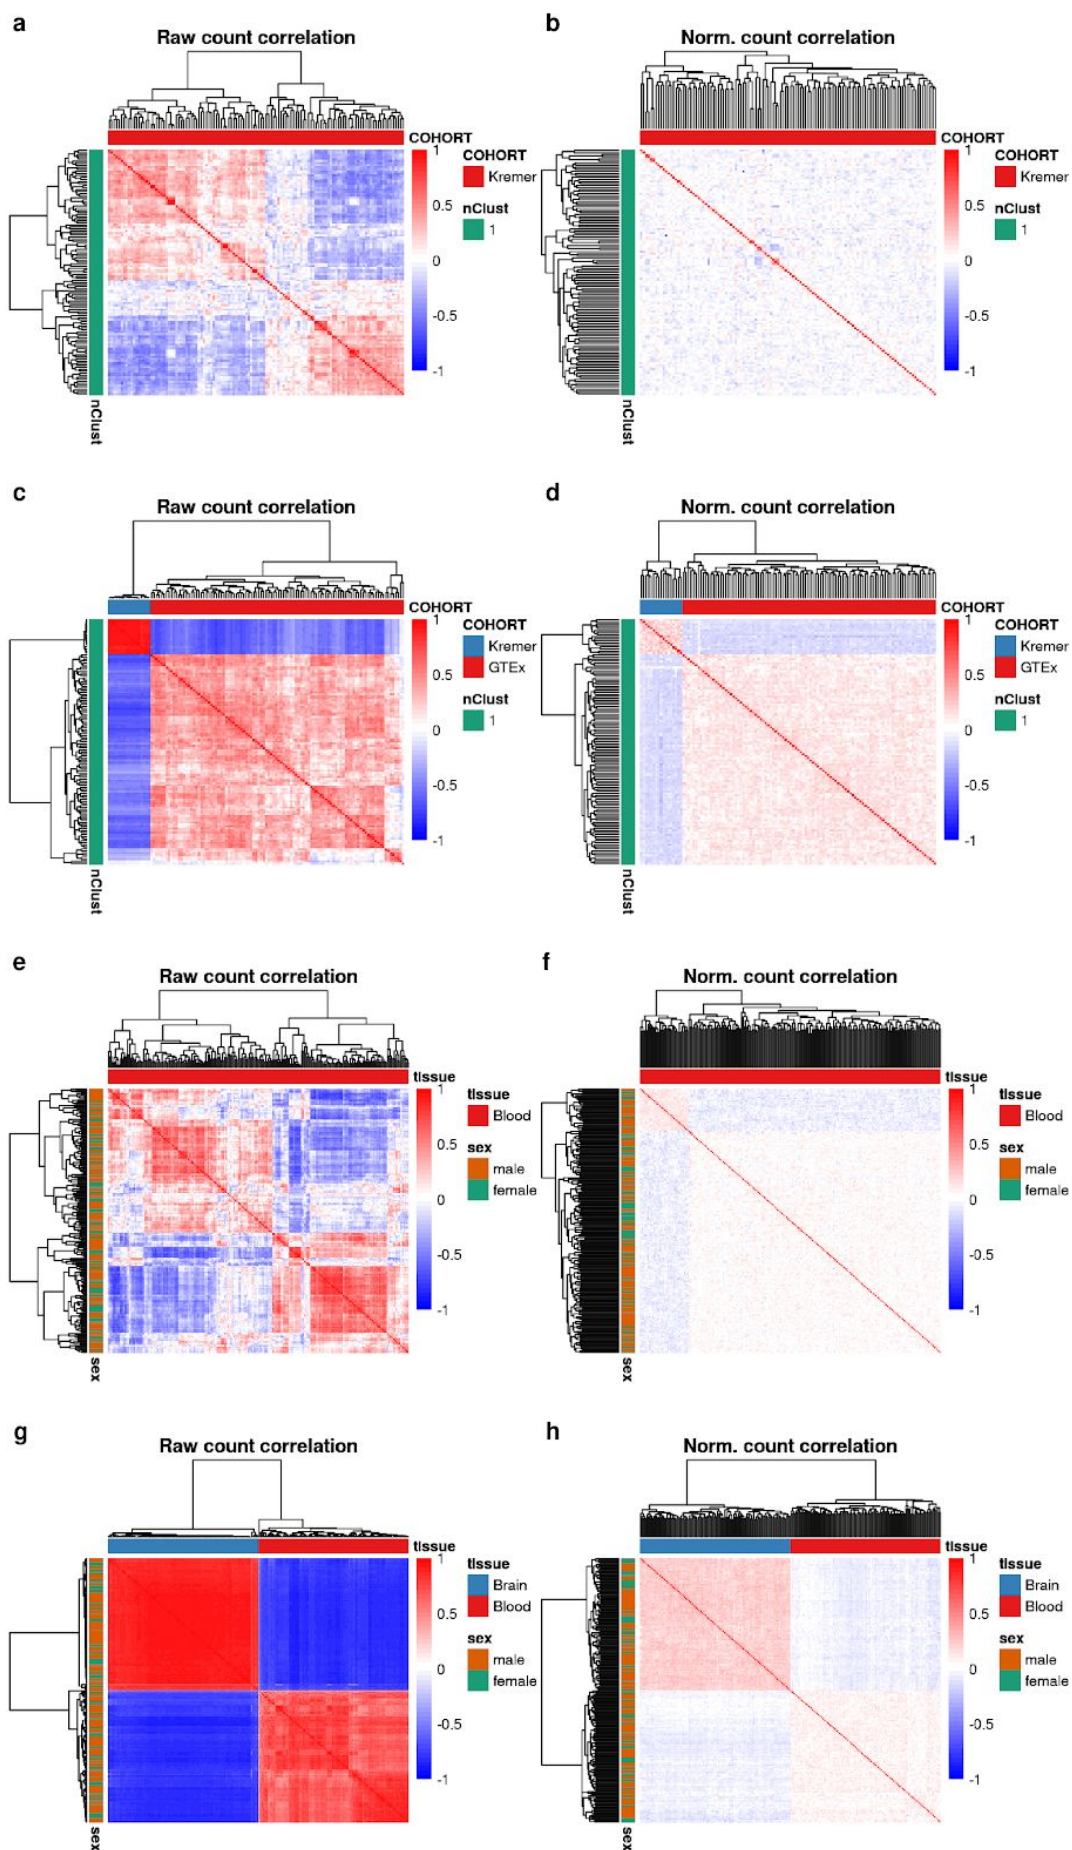 a
Raw count correlation
COHORT
1
0.5
0
-0.5
-1
COHORT
Kremer
nClust
1
nClust
b
Norm. count correlation
COHORT
1
0.5
0
-0.5
-1
COHORT
Kremer
nClust
1
nClust
c
Raw count correlation
COHORT
1
0.5
0
-0.5
-1
COHORT
Kremer
GTEx
nClust
1
nClust
d
Norm. count correlation
COHORT
1
0.5
0
-0.5
-1
COHORT
Kremer
GTEx
nClust
1
nClust
e
Raw count correlation
tissue
1
0.5
0
-0.5
-1
tissue
Blood
sex
male
female
sex
f
Norm. count correlation
tissue
1
0.5
0
-0.5
-1
tissue
Blood
sex
male
female
sex
g
Raw count correlation
tissue
1
0.5
0
-0.5
-1
tissue
Brain
Blood
sex
male
female
sex
h
Norm. count correlation
tissue
1
0.5
0
-0.5
-1
tissue
Brain
Blood
sex
male
female
sex